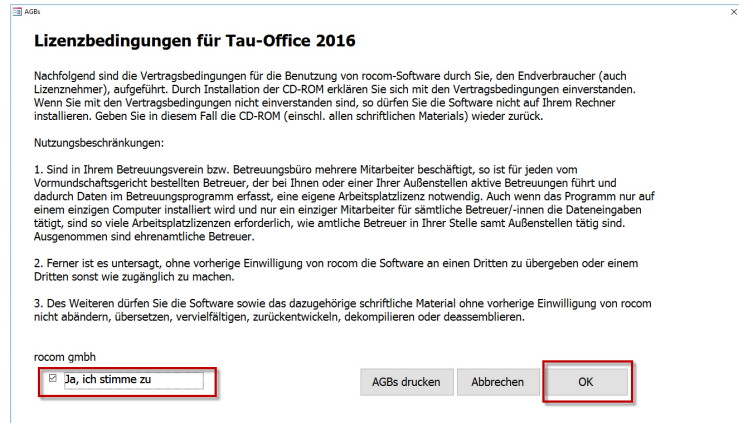 AGBs
Lizenzbedingungen für Tau-Office 2016
Nachfolgend sind die Vertragsbedingungen für die Benutzung von rocom-Software durch Sie, den Endverbraucher (auch
Lizenznehmer), aufgeführt. Durch Installation der CD-ROM erklären Sie sich mit den Vertragsbedingungen einverstanden.
Wenn Sie mit den Vertragsbedingungen nicht einverstanden sind, so dürfen Sie die Software nicht auf Ihrem Rechner
installieren. Geben Sie in diesem Fall die CD-ROM (einschl. allen schriftlichen Materials) wieder zurück.
Nutzungsbeschränkungen:
1. Sind in Ihrem Betreuungsverein bzw. Betreuungsbüro mehrere Mitarbeiter beschäftigt, so ist für jeden vom
Vormundschaftsgericht bestellten Betreuer, der bei Ihnen oder einer Ihrer Außenstellen aktive Betreuungen führt und
dadurch Daten im Betreuungsprogramm erfasst, eine eigene Arbeitsplatzlizenz notwendig. Auch wenn das Programm nur auf
einem einzigen Computer installiert wird und nur ein einziger Mitarbeiter für sämtliche Betreuer/-innen die Dateneingaben
tätigt, sind so viele Arbeitsplatzlizenzen erforderlich, wie amtliche Betreuer in Ihrer Stelle samt Außenstellen tätig sind.
Ausgenommen sind ehrenamtliche Betreuer.
2. Ferner ist es untersagt, ohne vorherige Einwilligung von rocom die Software an einen Dritten zu übergeben oder einem
Dritten sonst wie zugänglich zu machen.
3. Des Weiteren dürfen Sie die Software sowie das dazugehörige schriftliche Material ohne vorherige Einwilligung von rocom
nicht abändern, übersetzen, vervielfältigen, zurückentwickeln, dekompilieren oder deassemblieren.
rocom gmbh
Ja, ich stimme zu
AGBs drucken Abbrechen OK